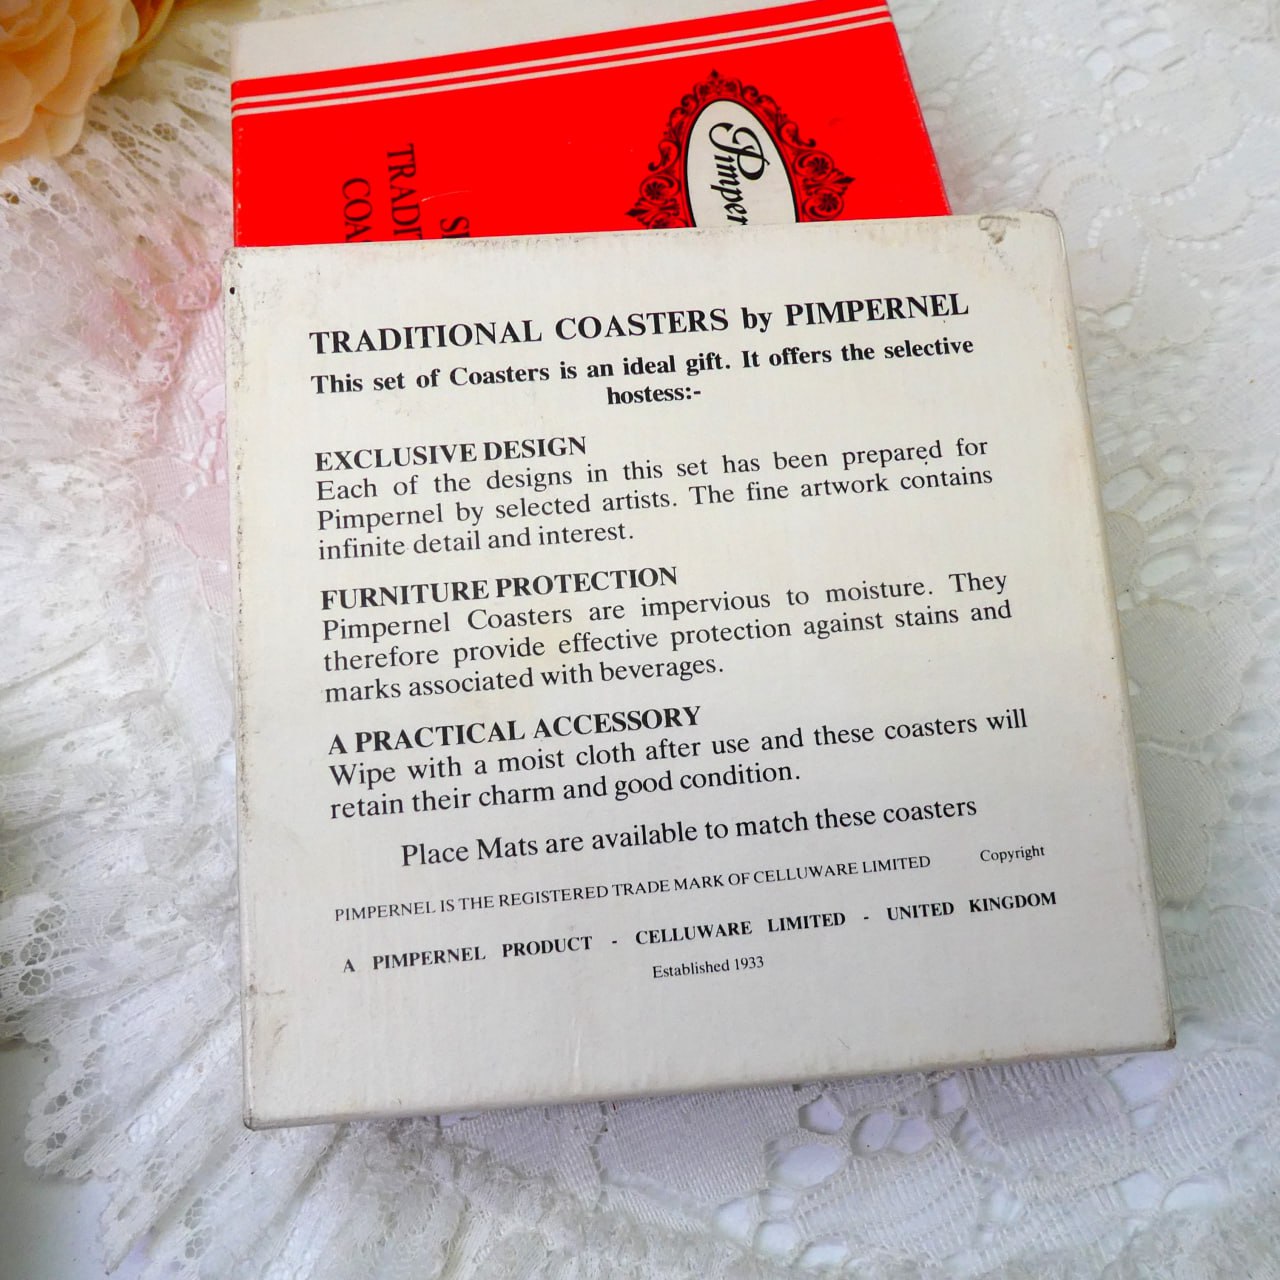 Pimper
TRADI
COA
TRADITIONAL COASTERS by PIMPERNEL
This set of Coasters is an ideal gift. It offers the selective
hostess:-
EXCLUSIVE DESIGN
Each of the designs in this set has been prepared for
Pimpernel by selected artists. The fine artwork contains
infinite detail and interest.
FURNITURE PROTECTION
Pimpernel Coasters are impervious to moisture. They
therefore provide effective protection against stains and
marks associated with beverages.
A PRACTICAL ACCESSORY
Wipe with a moist cloth after use and these coasters will
retain their charm and good condition.
Place Mats are available to match these coasters
PIMPERNEL IS THE REGISTERED TRADE MARK OF CELLUWARE LIMITED Copyright
A PIMPERNEL PRODUCT - CELLUWARE LIMITED - UNITED KINGDOM
Established 1933